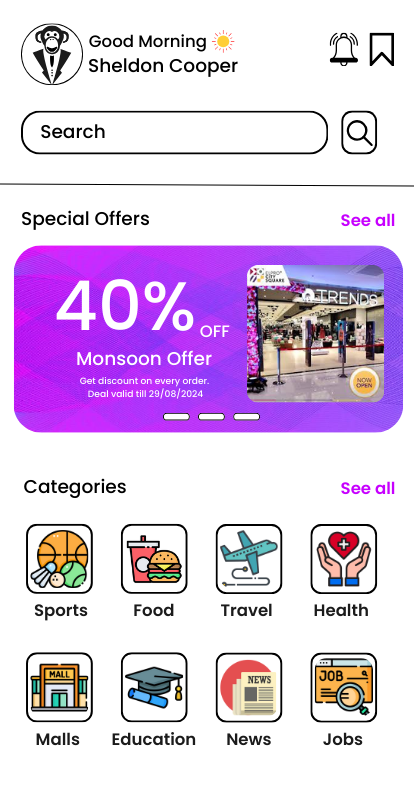 Good Morning
Sheldon Cooper
Search
Special Offers
See all
40% OFF
Monsoon Offer
Get discount on every order.
Deal valid till 29/08/2024
CITY
SQUARE
TRENDS
NOW
OPEN
Categories
See all
Sports
Food
Travel
Health
MALL
NEWS
JOB
Malls
Education
News
Jobs